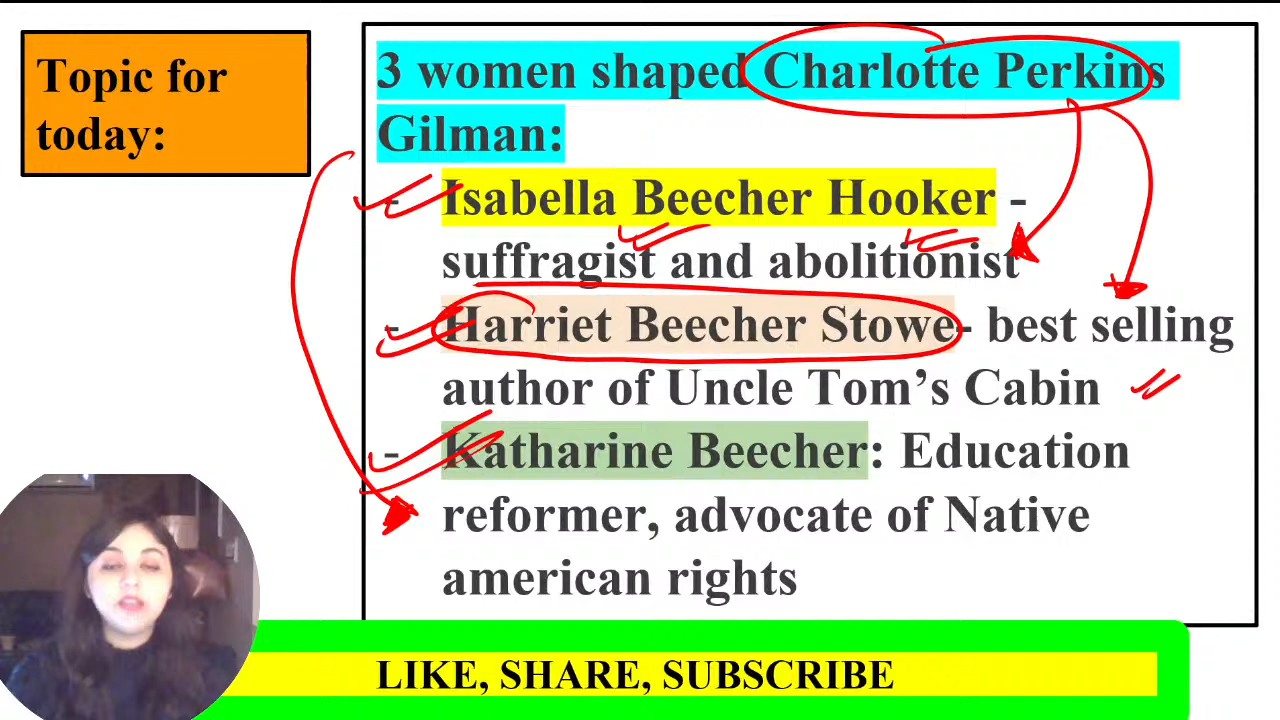 Topic for
today:
3 women shaped Charlotte Perkins
Gilman:
- Isabella Beecher Hooker -
suffragist and abolitionist
- Harriet Beecher Stowe- best selling
author of Uncle Tom’s Cabin
- Katharine Beecher: Education
reformer, advocate of Native
american rights
LIKE, SHARE, SUBSCRIBE